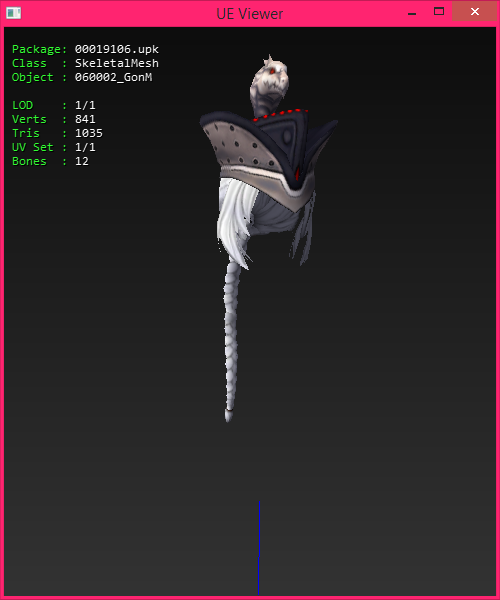 UE Viewer
Package: 00019106.upk
Class  : SkeletalMesh
Object : 060002_GonM
LOD    : 1/1
Verts  : 841
Tris   : 1035
UV Set : 1/1
Bones  : 12